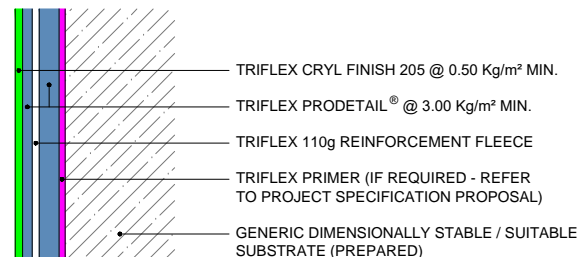 TRIFLEX CRYL FINISH 205 @ 0.50 Kg/m² MIN.
TRIFLEX PRODETAIL® @ 3.00 Kg/m² MIN.
TRIFLEX 110g REINFORCEMENT FLEECE
TRIFLEX PRIMER (IF REQUIRED - REFER
TO PROJECT SPECIFICATION PROPOSAL)
GENERIC DIMENSIONALLY STABLE / SUITABLE
SUBSTRATE (PREPARED)